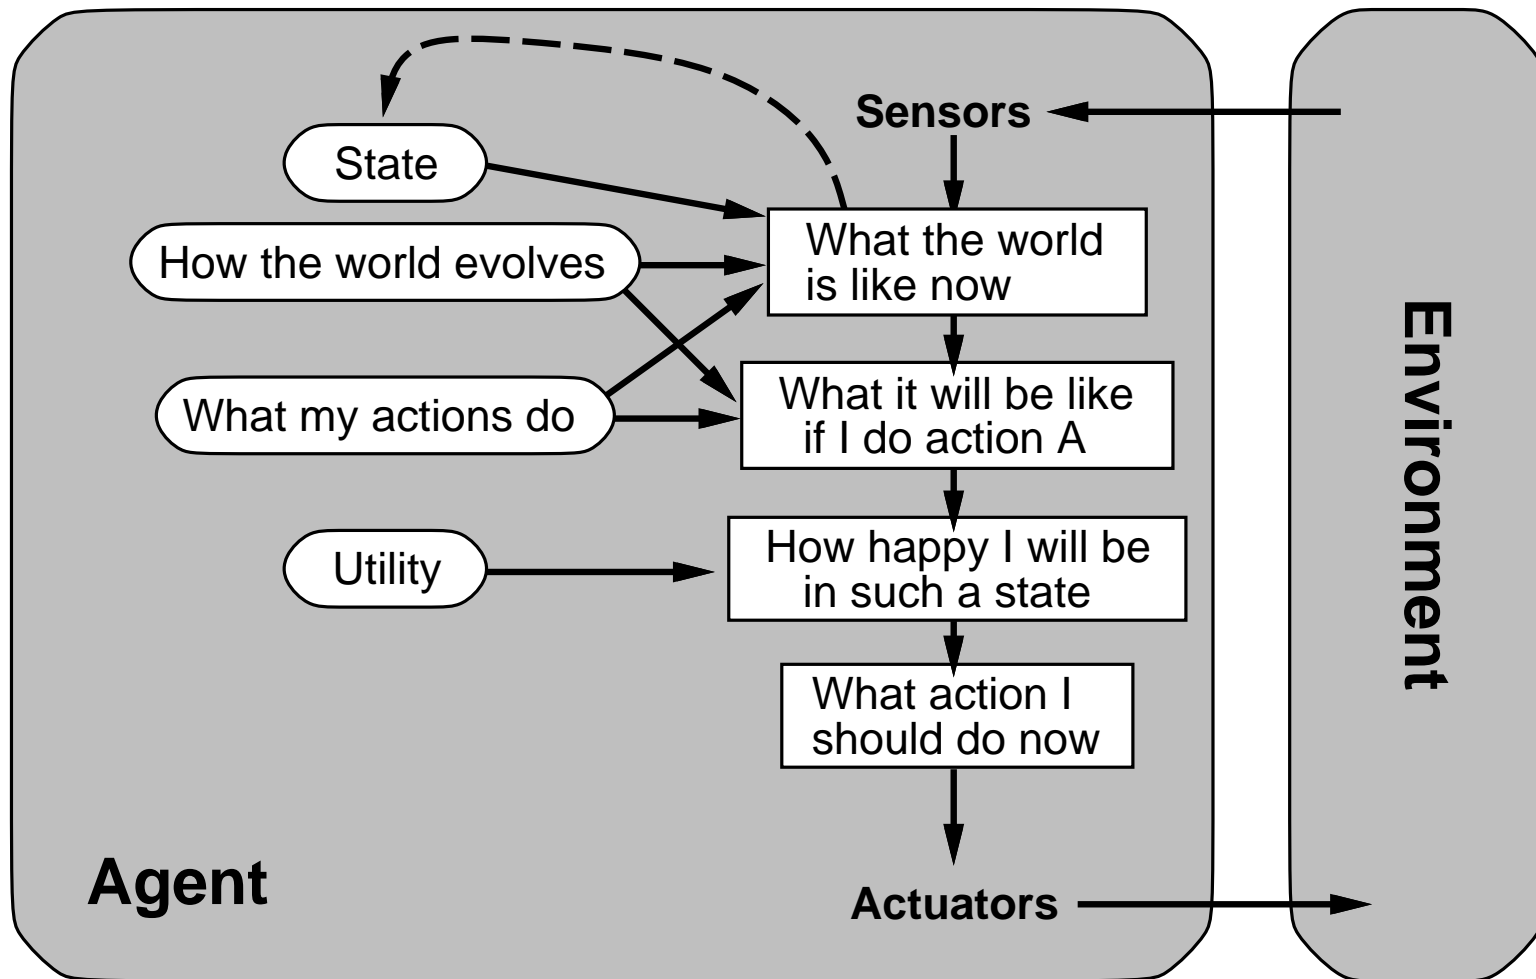 Sensors
State
What the world
is like now
How the world evolves
What it will be like
if I do action A
What my actions do
How happy I will be
in such a state
Utility
What action I
should do now
Agent
Actuators
Environment